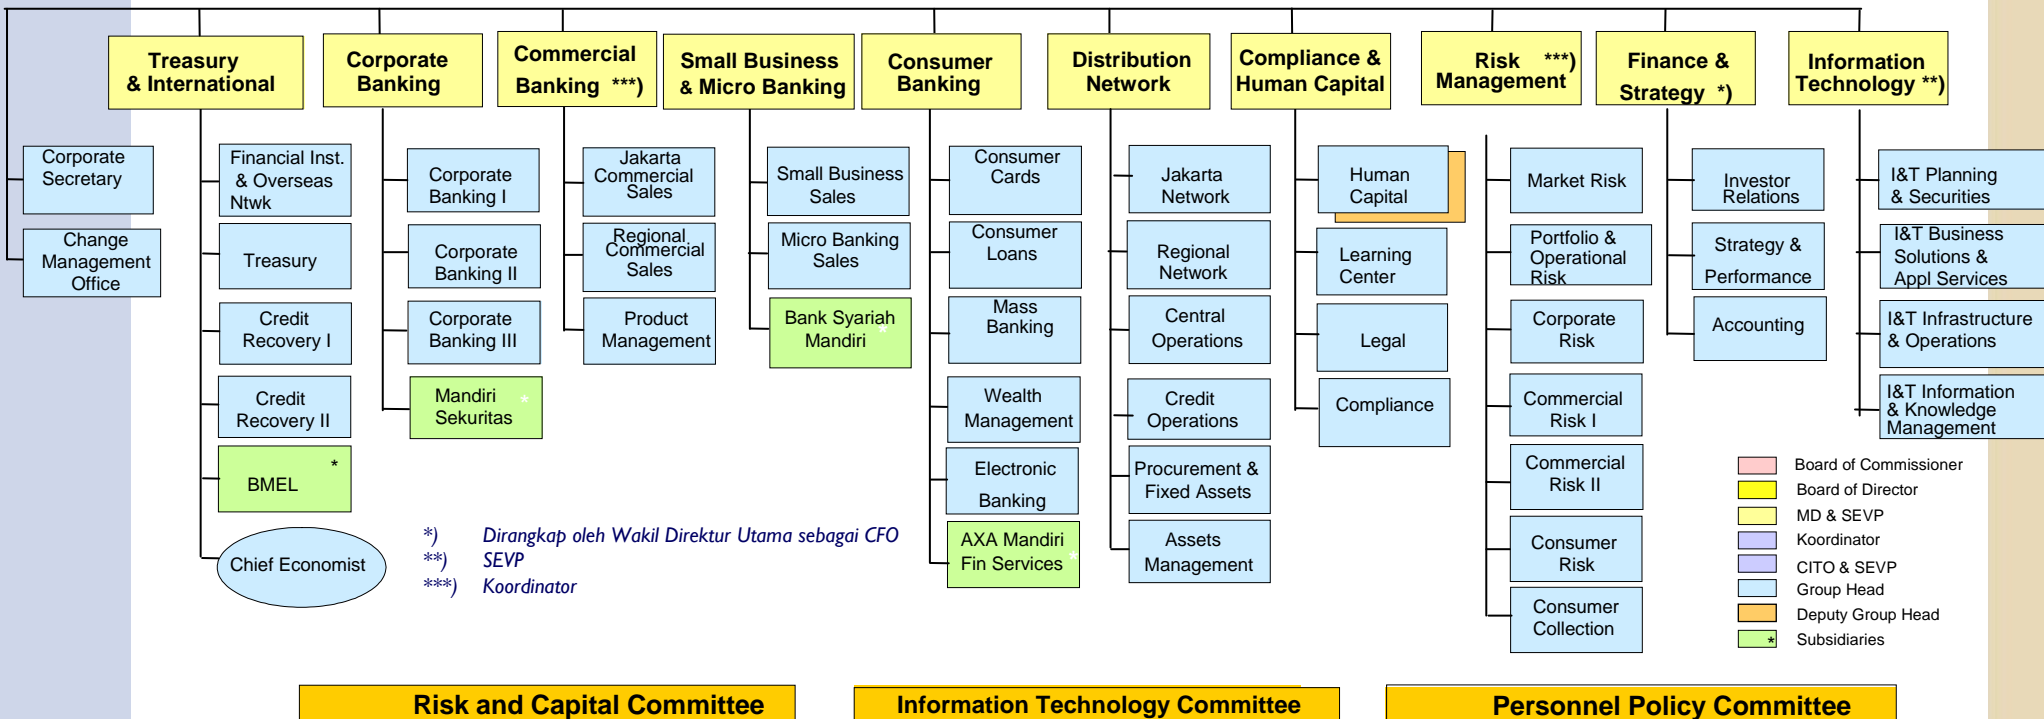 Treasury
& International
Corporate
Banking
Commercial
Banking ***)
Small Business
& Micro Banking
Consumer
Banking
Distribution
Network
Compliance &
Human Capital
Risk ***)
Management
Finance &
Strategy *)
Information
Technology **)
Corporate
Secretary
Change
Management
Office
Financial Inst.
& Overseas
Ntwk
Treasury
Credit
Recovery I
Credit
Recovery II
BMEL *
Chief Economist
Corporate
Banking I
Corporate
Banking II
Corporate
Banking III
Mandiri
Sekuritas *
Jakarta
Commercial
Sales
Regional
Commercial
Sales
Product
Management
Small Business
Sales
Micro Banking
Sales
Bank Syariah
Mandiri *
Consumer
Cards
Consumer
Loans
Mass
Banking
Wealth
Management
Electronic
Banking
AXA Mandiri
Fin Services *
Jakarta
Network
Regional
Network
Central
Operations
Credit
Operations
Procurement &
Fixed Assets
Assets
Management
Human
Capital
Learning
Center
Legal
Compliance
Market Risk
Portfolio &
Operational
Risk
Corporate
Risk
Commercial
Risk I
Commercial
Risk II
Consumer
Risk
Consumer
Collection
Investor
Relations
Strategy &
Performance
Accounting
I&T Planning
& Securities
I&T Business
Solutions &
Appl Services
I&T Infrastructure
& Operations
I&T Information
& Knowledge
Management
*) Dirangkap oleh Wakil Direktur Utama sebagai CFO
**) SEVP
***) Koordinator
Board of Commissioner
Board of Director
MD & SEVP
Koordinator
CITO & SEVP
Group Head
Deputy Group Head
* Subsidiaries
Risk and Capital Committee
Information Technology Committee
Personnel Policy Committee